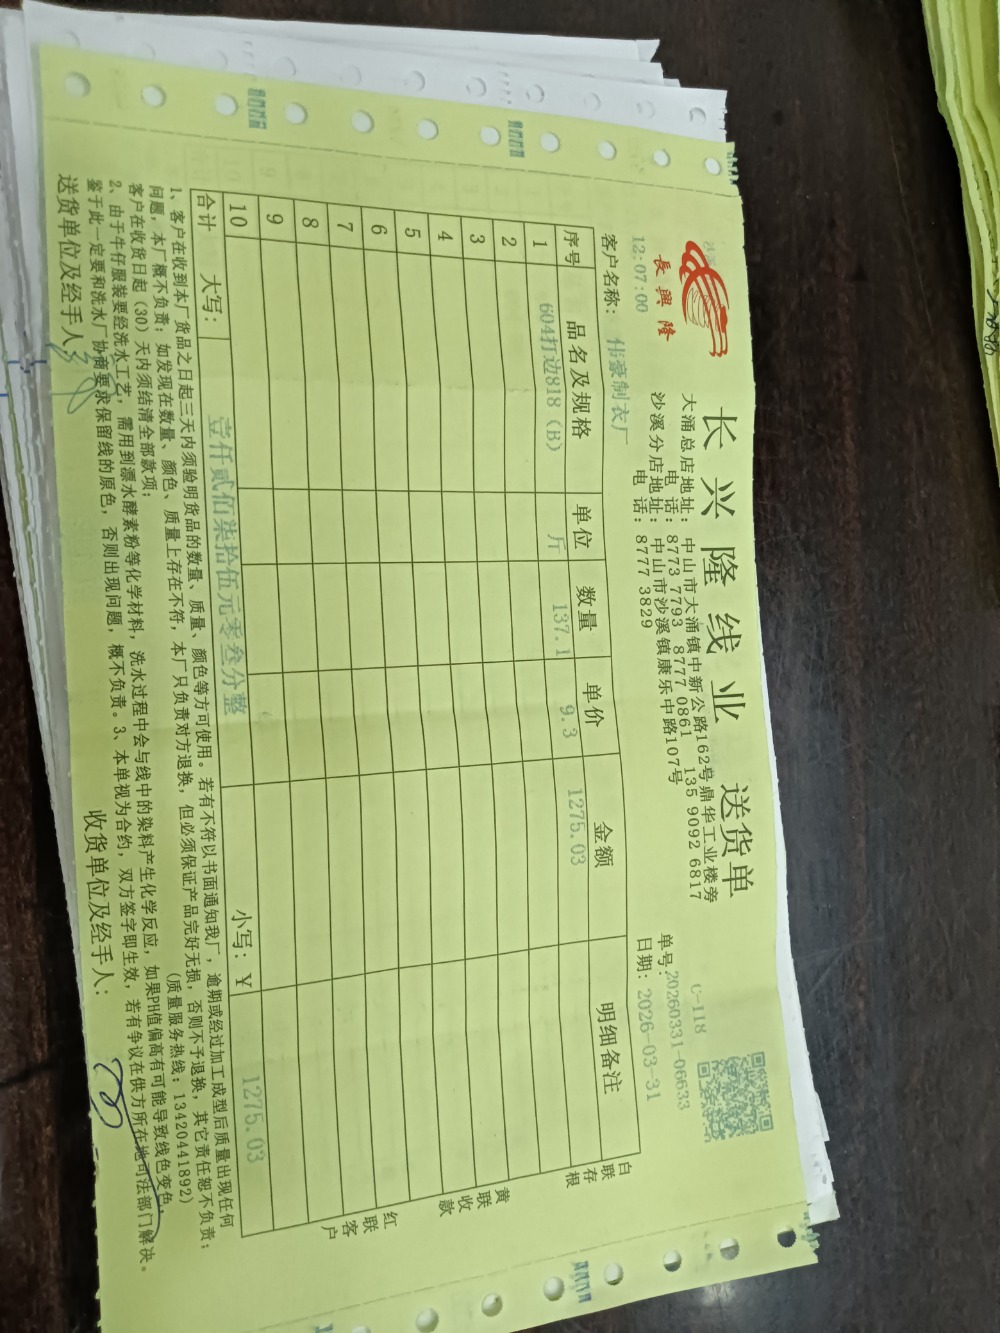 长兴隆线业 送货单
長興隆
大涌总店地址：中山市大涌镇中新公路162号鼎华工业楼旁
电 话：8773 7793 8777 0861 135 9092 6817
沙溪分店地址：中山市沙溪镇康乐中路107号
电 话：8777 3829
C-118
单号：20260331-06633
日期：2026-03-31
12:07:00
客户名称：伟豪制衣厂
序号 品名及规格 单位 数量 单价 金额 明细备注
1 604打边818（B） 斤 137.1 9.3 1275.03
2
3
4
5
6
7
8
9
10
合计 大写：壹仟贰佰柒拾伍元零叁分整 小写：¥ 1275.03
白联存根
黄联收款
红联客户
1、客户在收到本厂货品之日起三天内须验明货品的数量、质量、颜色等方可使用。若有不符以书面通知我厂，逾期或经过加工成型后质量出现任何
问题，本厂概不负责；如发现在数量、颜色、质量上存在不符，本厂只负责对方退换，但必须保证产品完好无损，否则不予退换，其它责任恕不负责；
客户在收货日起（30）天内须结清全部款项； （质量服务热线：13420441892）
2、由于牛仔服装要经洗水工艺，需用到漂水酵素粉等化学材料，洗水过程中会与线中的染料产生化学反应，如果PH值偏高有可能导致线色变色，
鉴于此一定要和洗水厂协商要求保留线的原色，否则出现问题，概不负责。3、本单视为合约，双方签字即生效，若有争议在供方所在地司法部门解决。
送货单位及经手人： 收货单位及经手人：